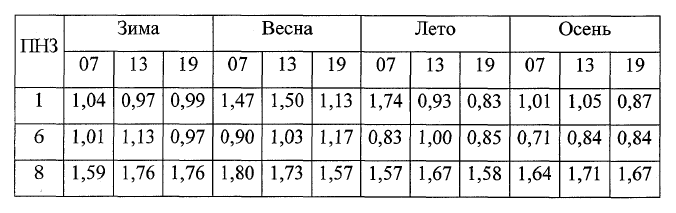 ПНЗ Зима Весна Лето Осень
07 13 19 07 13 19 07 13 19 07 13 19
1 1,04 0,97 0,99 1,47 1,50 1,13 1,74 0,93 0,83 1,01 1,05 0,87
6 1,01 1,13 0,97 0,90 1,03 1,17 0,83 1,00 0,85 0,71 0,84 0,84
8 1,59 1,76 1,76 1,80 1,73 1,57 1,57 1,67 1,58 1,64 1,71 1,67